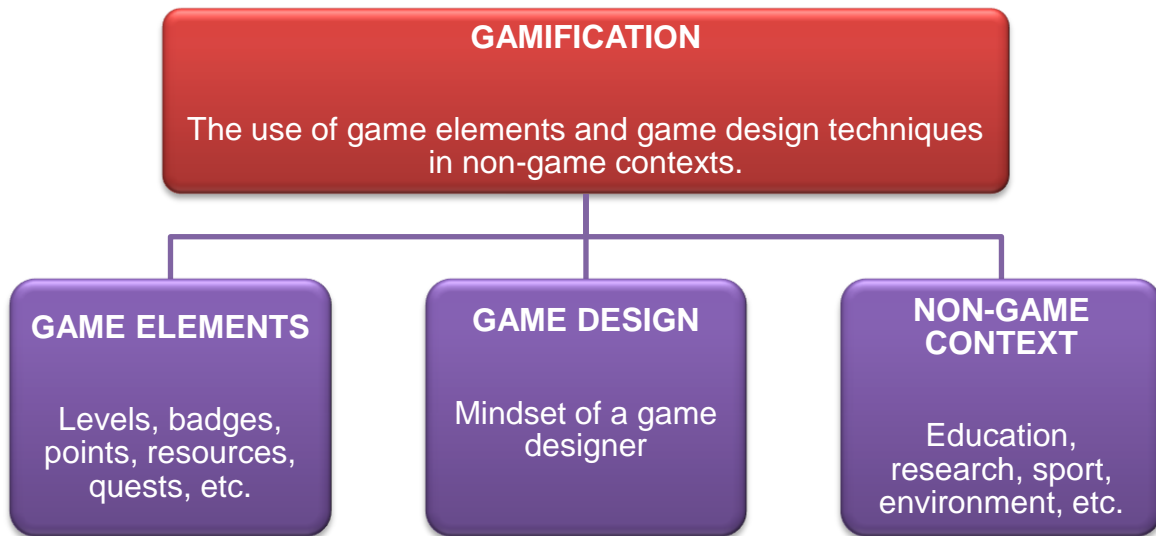 GAMIFICATION
The use of game elements and game design techniques
in non-game contexts.
GAME ELEMENTS
Levels, badges,
points, resources,
quests, etc.
GAME DESIGN
Mindset of a game
designer
NON-GAME
CONTEXT
Education,
research, sport,
environment, etc.